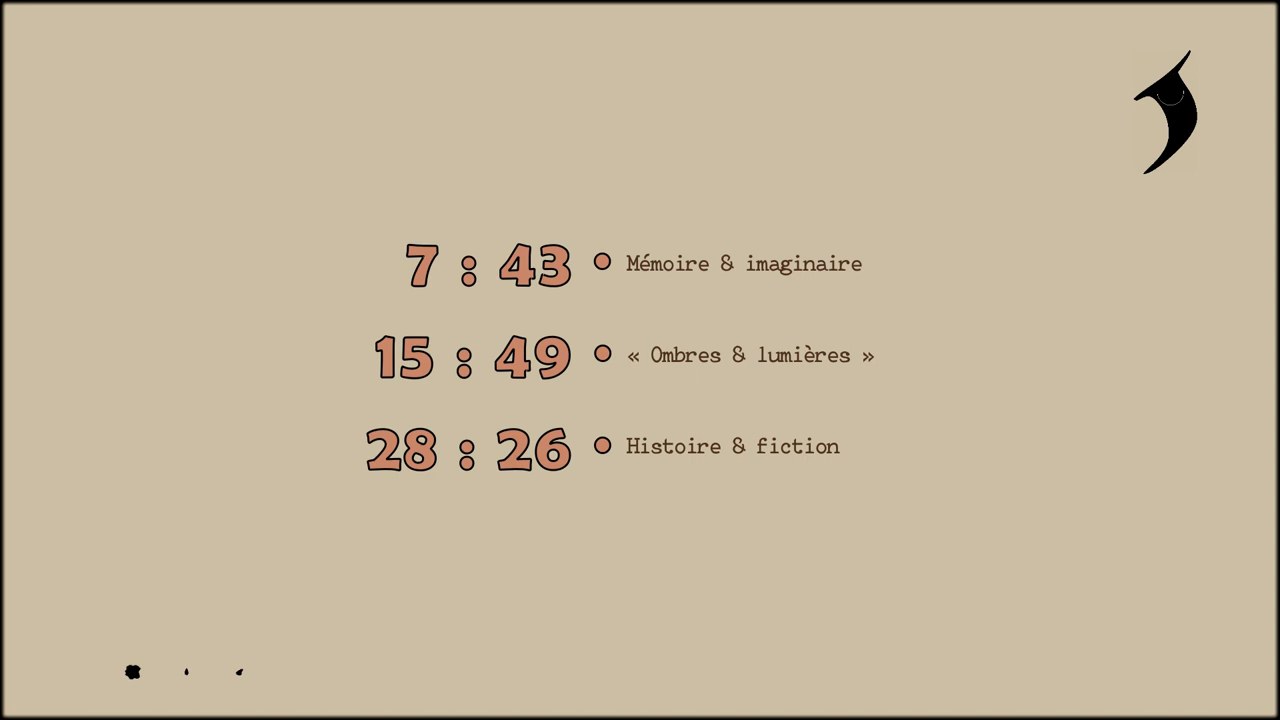 7 : 43 • Mémoire & imaginaire
15 : 49 • « Ombres & lumières »
28 : 26 • Histoire & fiction